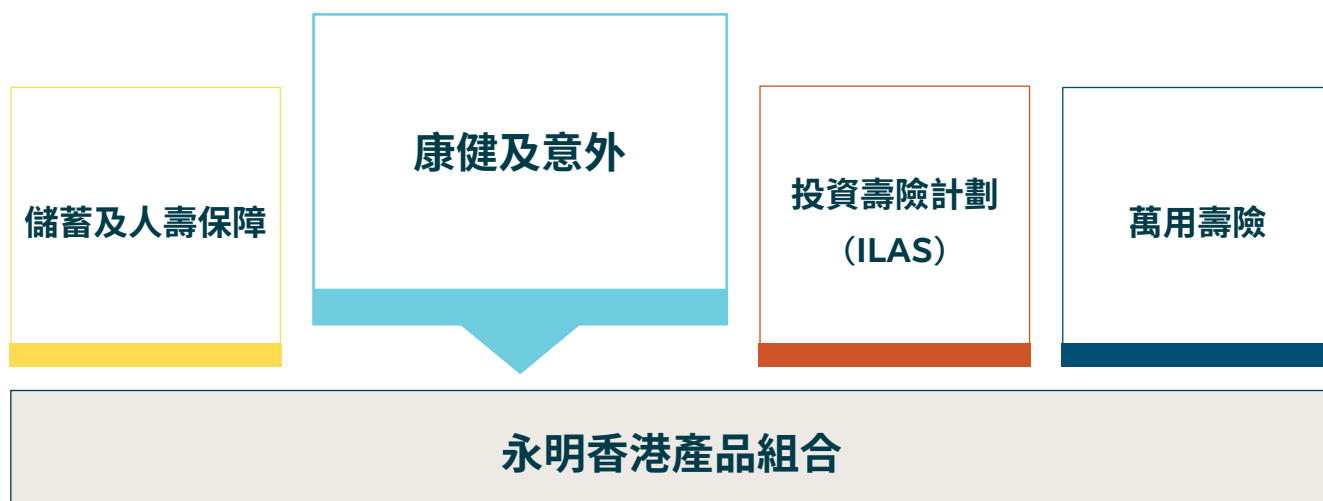 儲蓄及人壽保障
康健及意外
投資壽險計劃
（ILAS）
萬用壽險
永明香港產品組合